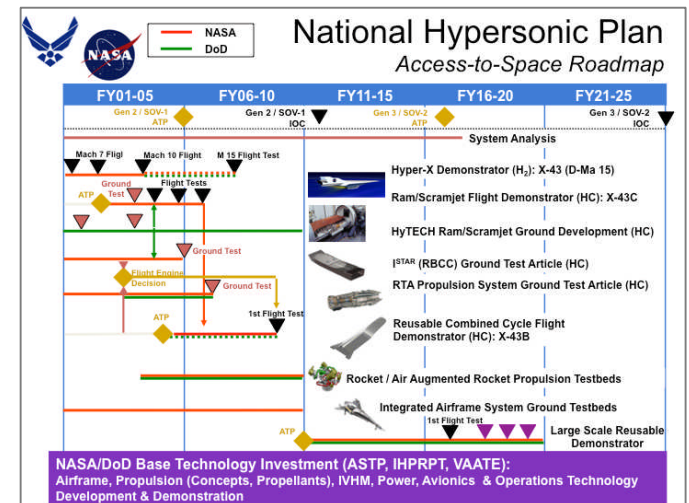 NASA
DoD
NASA
National Hypersonic Plan
Access-to-Space Roadmap
FY01-05 FY06-10 FY11-15 FY16-20 FY21-25
Gen 2 / SOV-1
ATP
Gen 2 / SOV-1
IOC
Gen 3 / SOV-2
ATP
Gen 3 / SOV-2
IOC
System Analysis
Mach 7 Fligl Mach 10 Flight M 15 Flight Test
Hyper-X Demonstrator (H2): X-43 (D-Ma 15)
Ground
Test
Flight Tests
ATP
Ram/Scramjet Flight Demonstrator (HC): X-43C
HyTECH Ram/Scramjet Ground Development (HC)
Ground Test
ISTAR (RBCC) Ground Test Article (HC)
Flight Engine
Decision
Ground Test
RTA Propulsion System Ground Test Article (HC)
1st Flight Test
ATP
Reusable Combined Cycle Flight
Demonstrator (HC): X-43B
Rocket / Air Augmented Rocket Propulsion Testbeds
Integrated Airframe System Ground Testbeds
1st Flight Test
ATP
Large Scale Reusable
Demonstrator
NASA/DoD Base Technology Investment (ASTP, IHPRPT, VAATE):
Airframe, Propulsion (Concepts, Propellants), IVHM, Power, Avionics & Operations Technology
Development & Demonstration